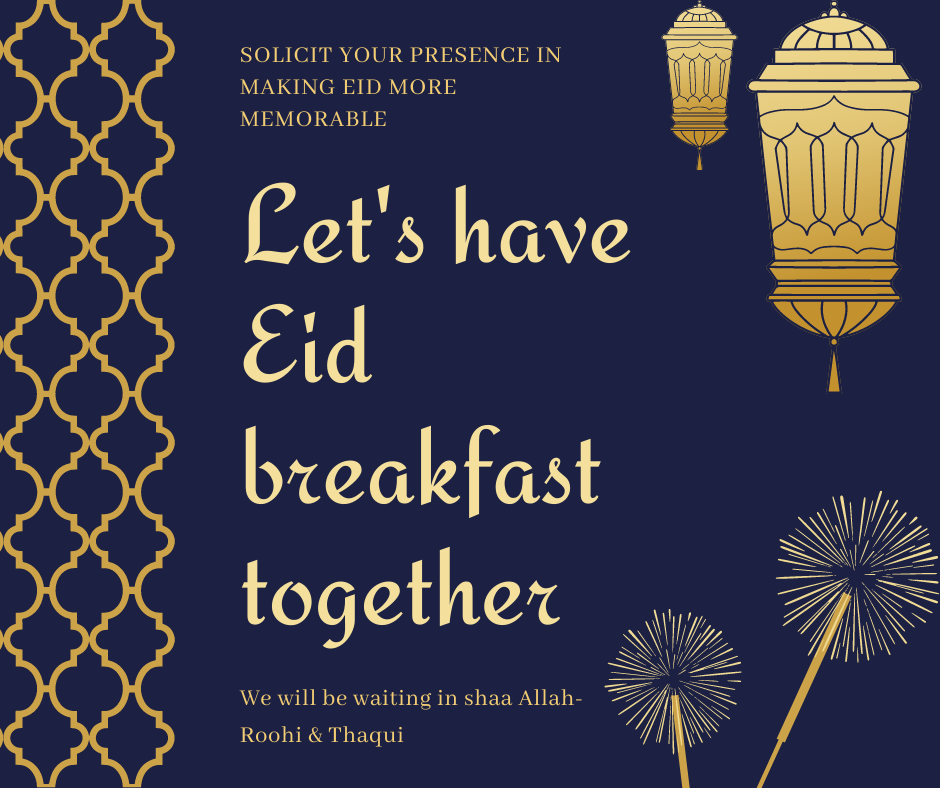 SOLICIT YOUR PRESENCE IN
MAKING EID MORE
MEMORABLE
Let's have
Eid
breakfast
together
We will be waiting in shaa Allah-
Roohi & Thaqui